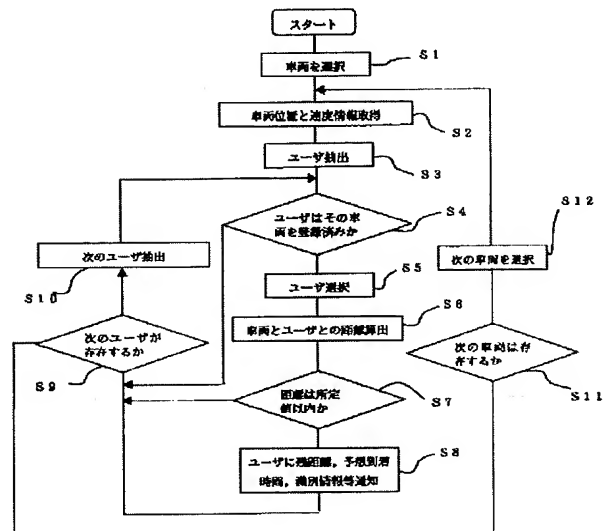 スタート
車両を選択
S1
車両位置と速度情報取得
S2
ユーザ抽出
S3
ユーザはその車
両を登録済みか
S4
ユーザ選択
S5
車両とユーザとの距離算出
S6
距離は所定
値以内か
S7
ユーザに残距離，予想到着
時間，識別情報等通知
S8
次のユーザが
存在するか
S9
次のユーザ抽出
S10
次の車両は存
在するか
S11
次の車両を選択
S12